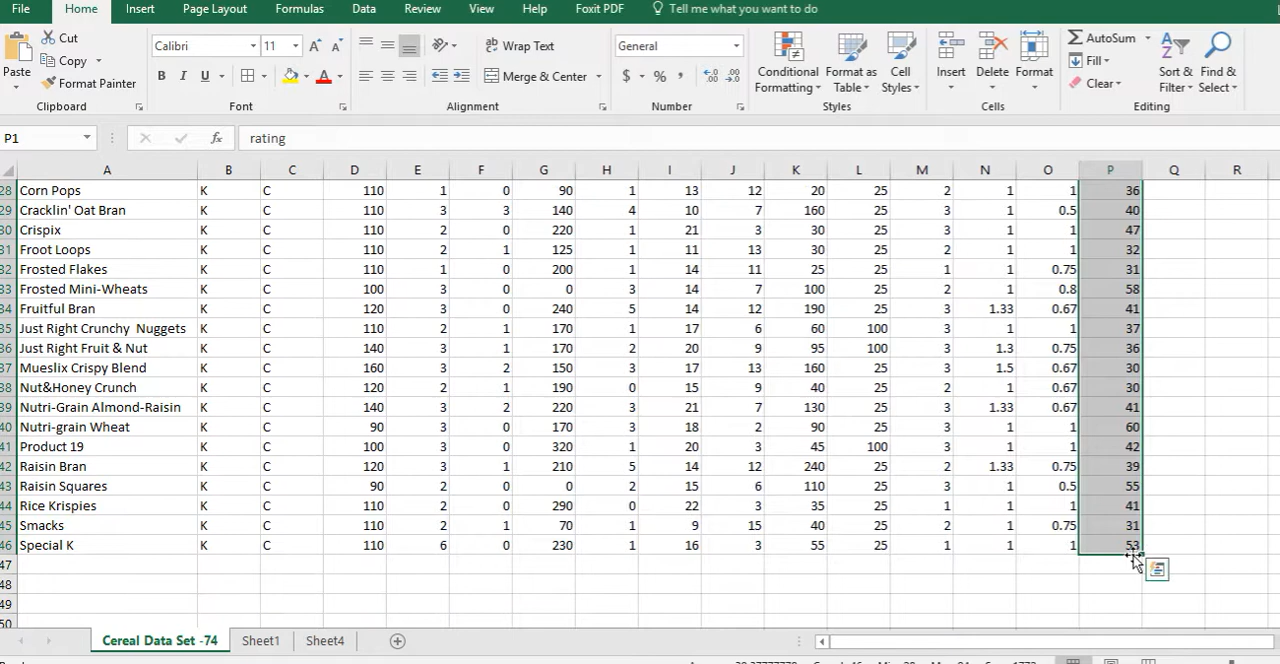 File Home Insert Page Layout Formulas Data Review View Help Foxit PDF Tell me what you want to do
Cut Calibri 11 Wrap Text General AutoSum
Paste Copy Conditional Format as Cell Insert Delete Format Fill Sort & Find &
Format Painter B I U Merge & Center $ % , Formatting Table Styles Clear Filter Select
Clipboard Font Alignment Number Styles Cells Editing
P1 fx rating
A B C D E F G H I J K L M N O P Q R
28 Corn Pops K C 110 1 0 90 1 13 12 20 25 2 1 1 36
29 Cracklin' Oat Bran K C 110 3 3 140 4 10 7 160 25 3 1 0.5 40
30 Crispix K C 110 2 0 220 1 21 3 30 25 3 1 1 47
31 Froot Loops K C 110 2 1 125 1 11 13 30 25 2 1 1 32
32 Frosted Flakes K C 110 1 0 200 1 14 11 25 25 1 1 0.75 31
33 Frosted Mini-Wheats K C 100 3 0 0 3 14 7 100 25 2 1 0.8 58
34 Fruitful Bran K C 120 3 0 240 5 14 12 190 25 3 1.33 0.67 41
35 Just Right Crunchy  Nuggets K C 110 2 1 170 1 17 6 60 100 3 1 1 37
36 Just Right Fruit & Nut K C 140 3 1 170 2 20 9 95 100 3 1.3 0.75 36
37 Mueslix Crispy Blend K C 160 3 2 150 3 17 13 160 25 3 1.5 0.67 30
38 Nut&Honey Crunch K C 120 2 1 190 0 15 9 40 25 2 1 0.67 30
39 Nutri-Grain Almond-Raisin K C 140 3 2 220 3 21 7 130 25 3 1.33 0.67 41
40 Nutri-grain Wheat K C 90 3 0 170 3 18 2 90 25 3 1 1 60
41 Product 19 K C 100 3 0 320 1 20 3 45 100 3 1 1 42
42 Raisin Bran K C 120 3 1 210 5 14 12 240 25 2 1.33 0.75 39
43 Raisin Squares K C 90 2 0 0 2 15 6 110 25 3 1 0.5 55
44 Rice Krispies K C 110 2 0 290 0 22 3 35 25 1 1 1 41
45 Smacks K C 110 2 1 70 1 9 15 40 25 2 1 0.75 31
46 Special K K C 110 6 0 230 1 16 3 55 25 1 1 1 53
47
48
49
50
Cereal Data Set -74 Sheet1 Sheet4